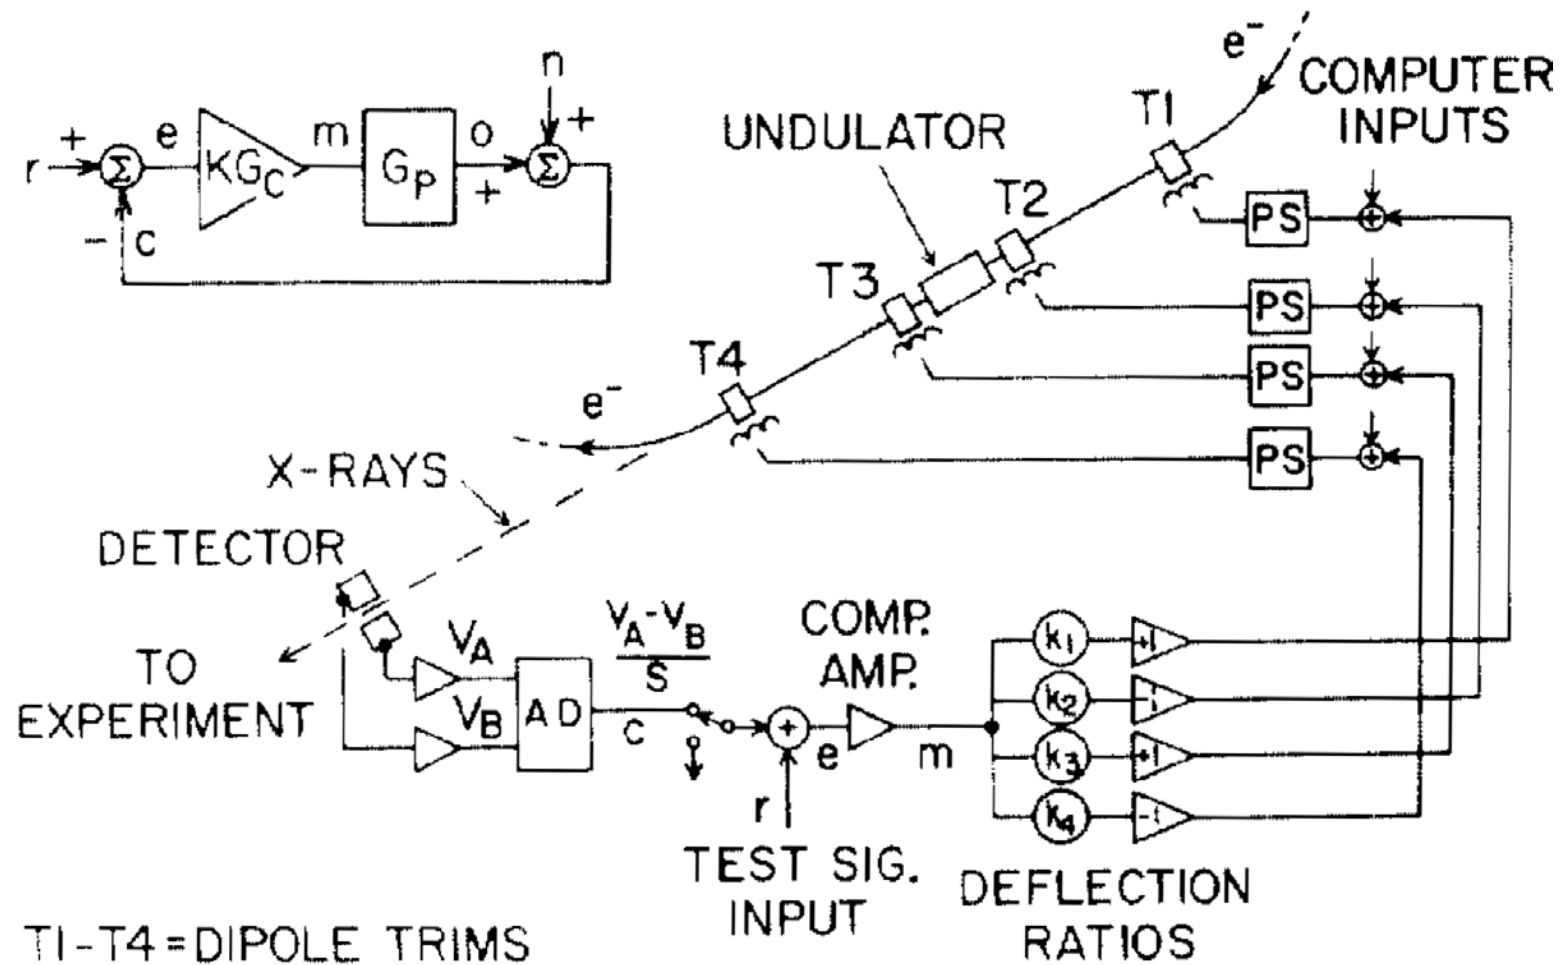 n
+
r
Σ
e
KGC
m
GP
o
+
Σ
+
-
c
e-
COMPUTER
INPUTS
T1
UNDULATOR
T2
PS
+
T3
PS
+
T4
PS
+
e-
PS
+
X-RAYS
DETECTOR
TO
EXPERIMENT
VA
VB
AD
VA-VB
S
c
+
e
r
TEST SIG.
INPUT
COMP.
AMP.
m
k1
+1
k2
-1
k3
+1
k4
-1
DEFLECTION
RATIOS
T1-T4=DIPOLE TRIMS